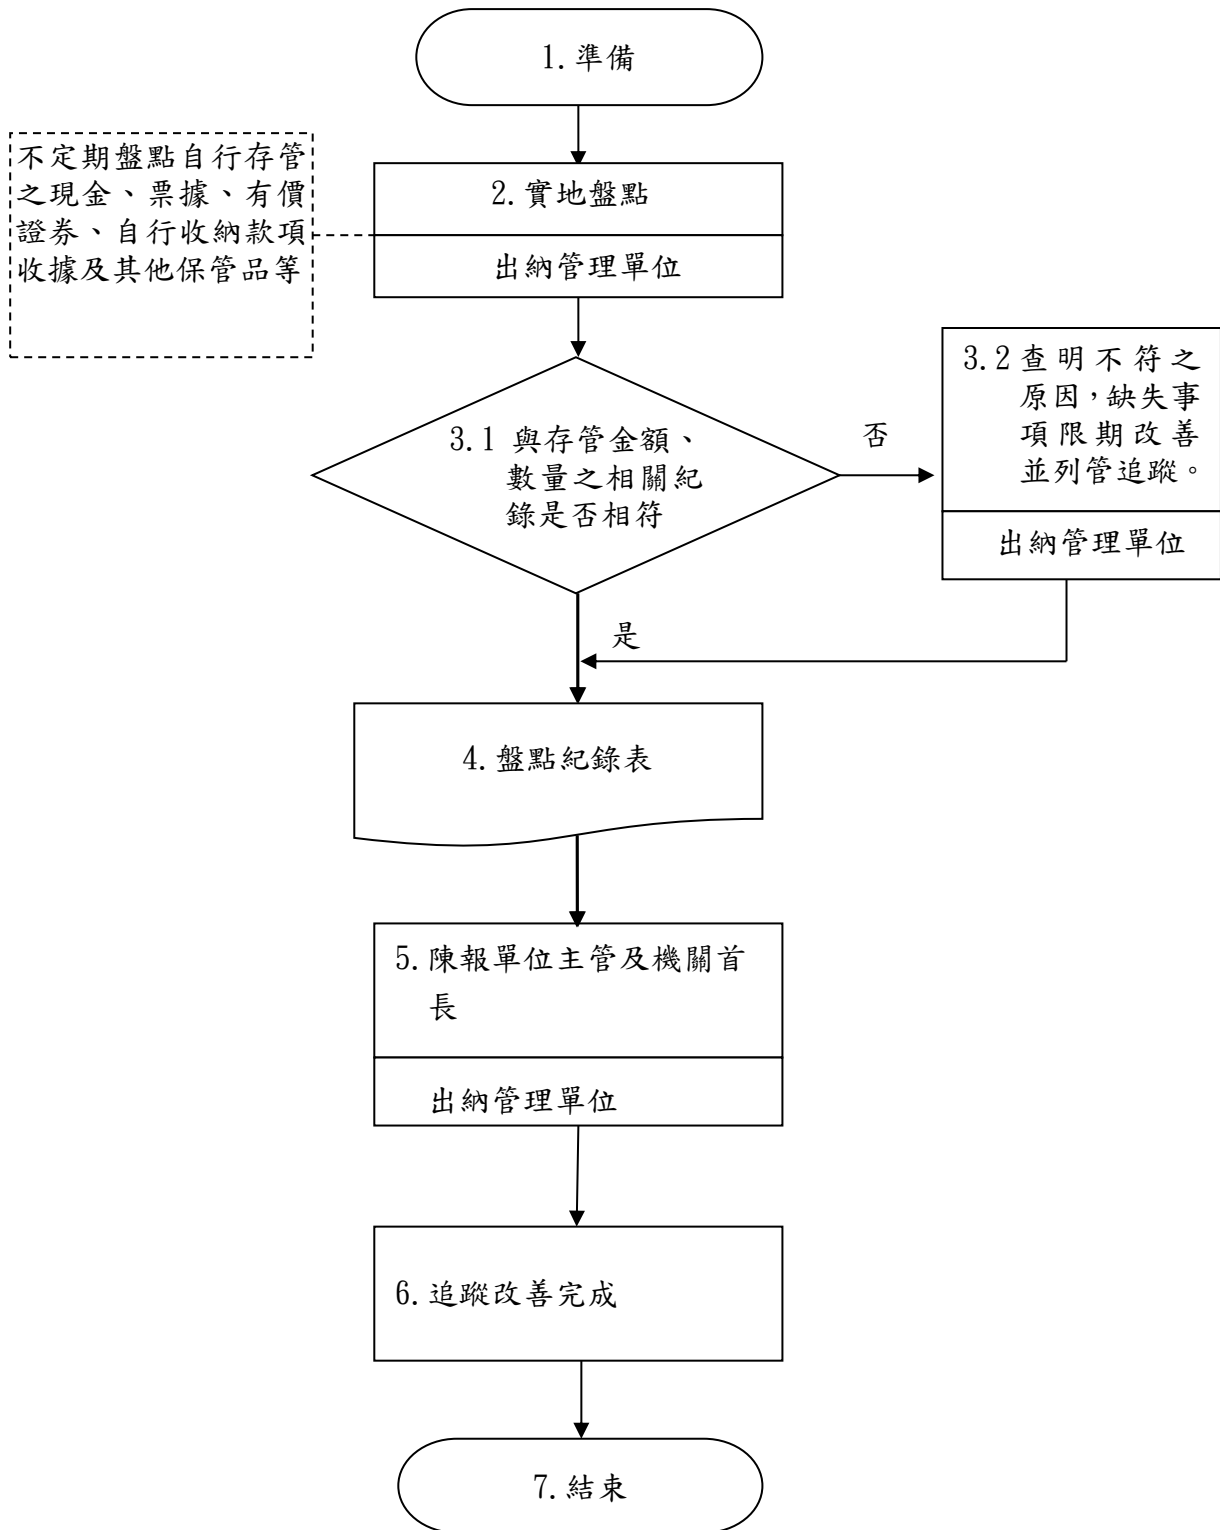 1.準備
不定期盤點自行存管
之現金、票據、有價
證券、自行收納款項
收據及其他保管品等
2.實地盤點
出納管理單位
3.1 與存管金額、
數量之相關紀
錄是否相符
否
3.2 查明不符之
原因,缺失事
項限期改善
並列管追蹤。
出納管理單位
是
4.盤點紀錄表
5.陳報單位主管及機關首
長
出納管理單位
6.追蹤改善完成
7.結束